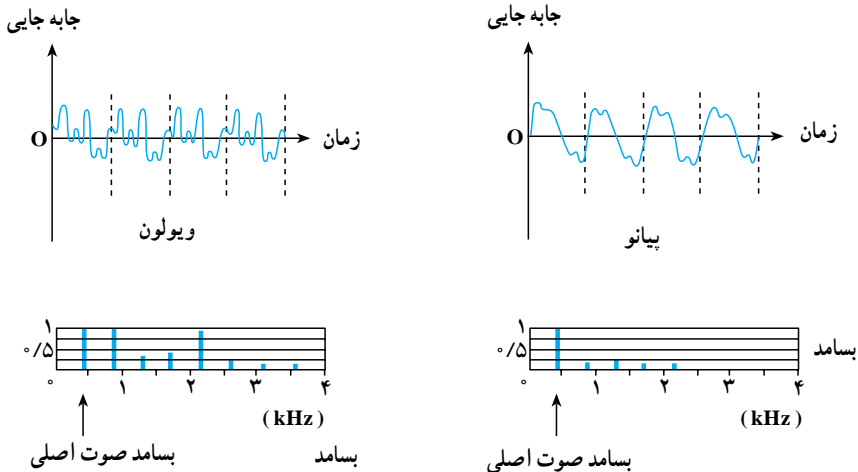 جابه جایی
O
زمان
ویولون
جابه جایی
O
زمان
پیانو
۱
۰/۵
۰ ۱ ۲ ۳ ۴
(kHz)
بسامد صوت اصلی
بسامد
۱
۰/۵
۰ ۱ ۲ ۳ ۴
بسامد
(kHz)
بسامد صوت اصلی